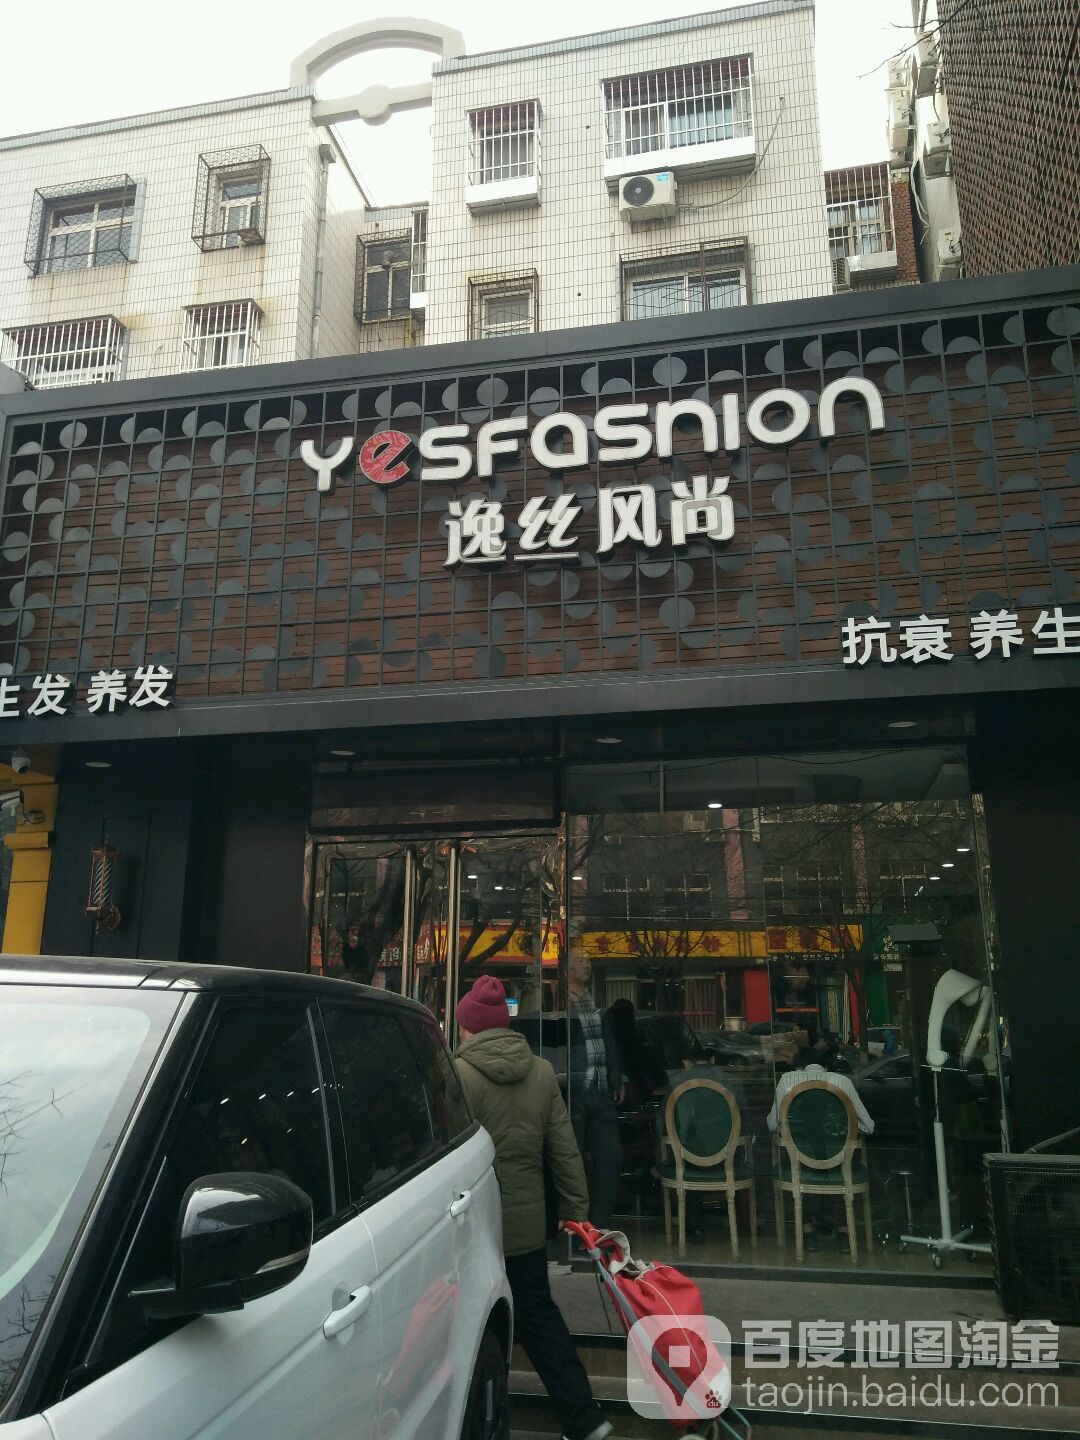 Yesfasnion
逸丝风尚
抗衰 养生
生发 养发
百度地图淘金
taojin.baidu.com